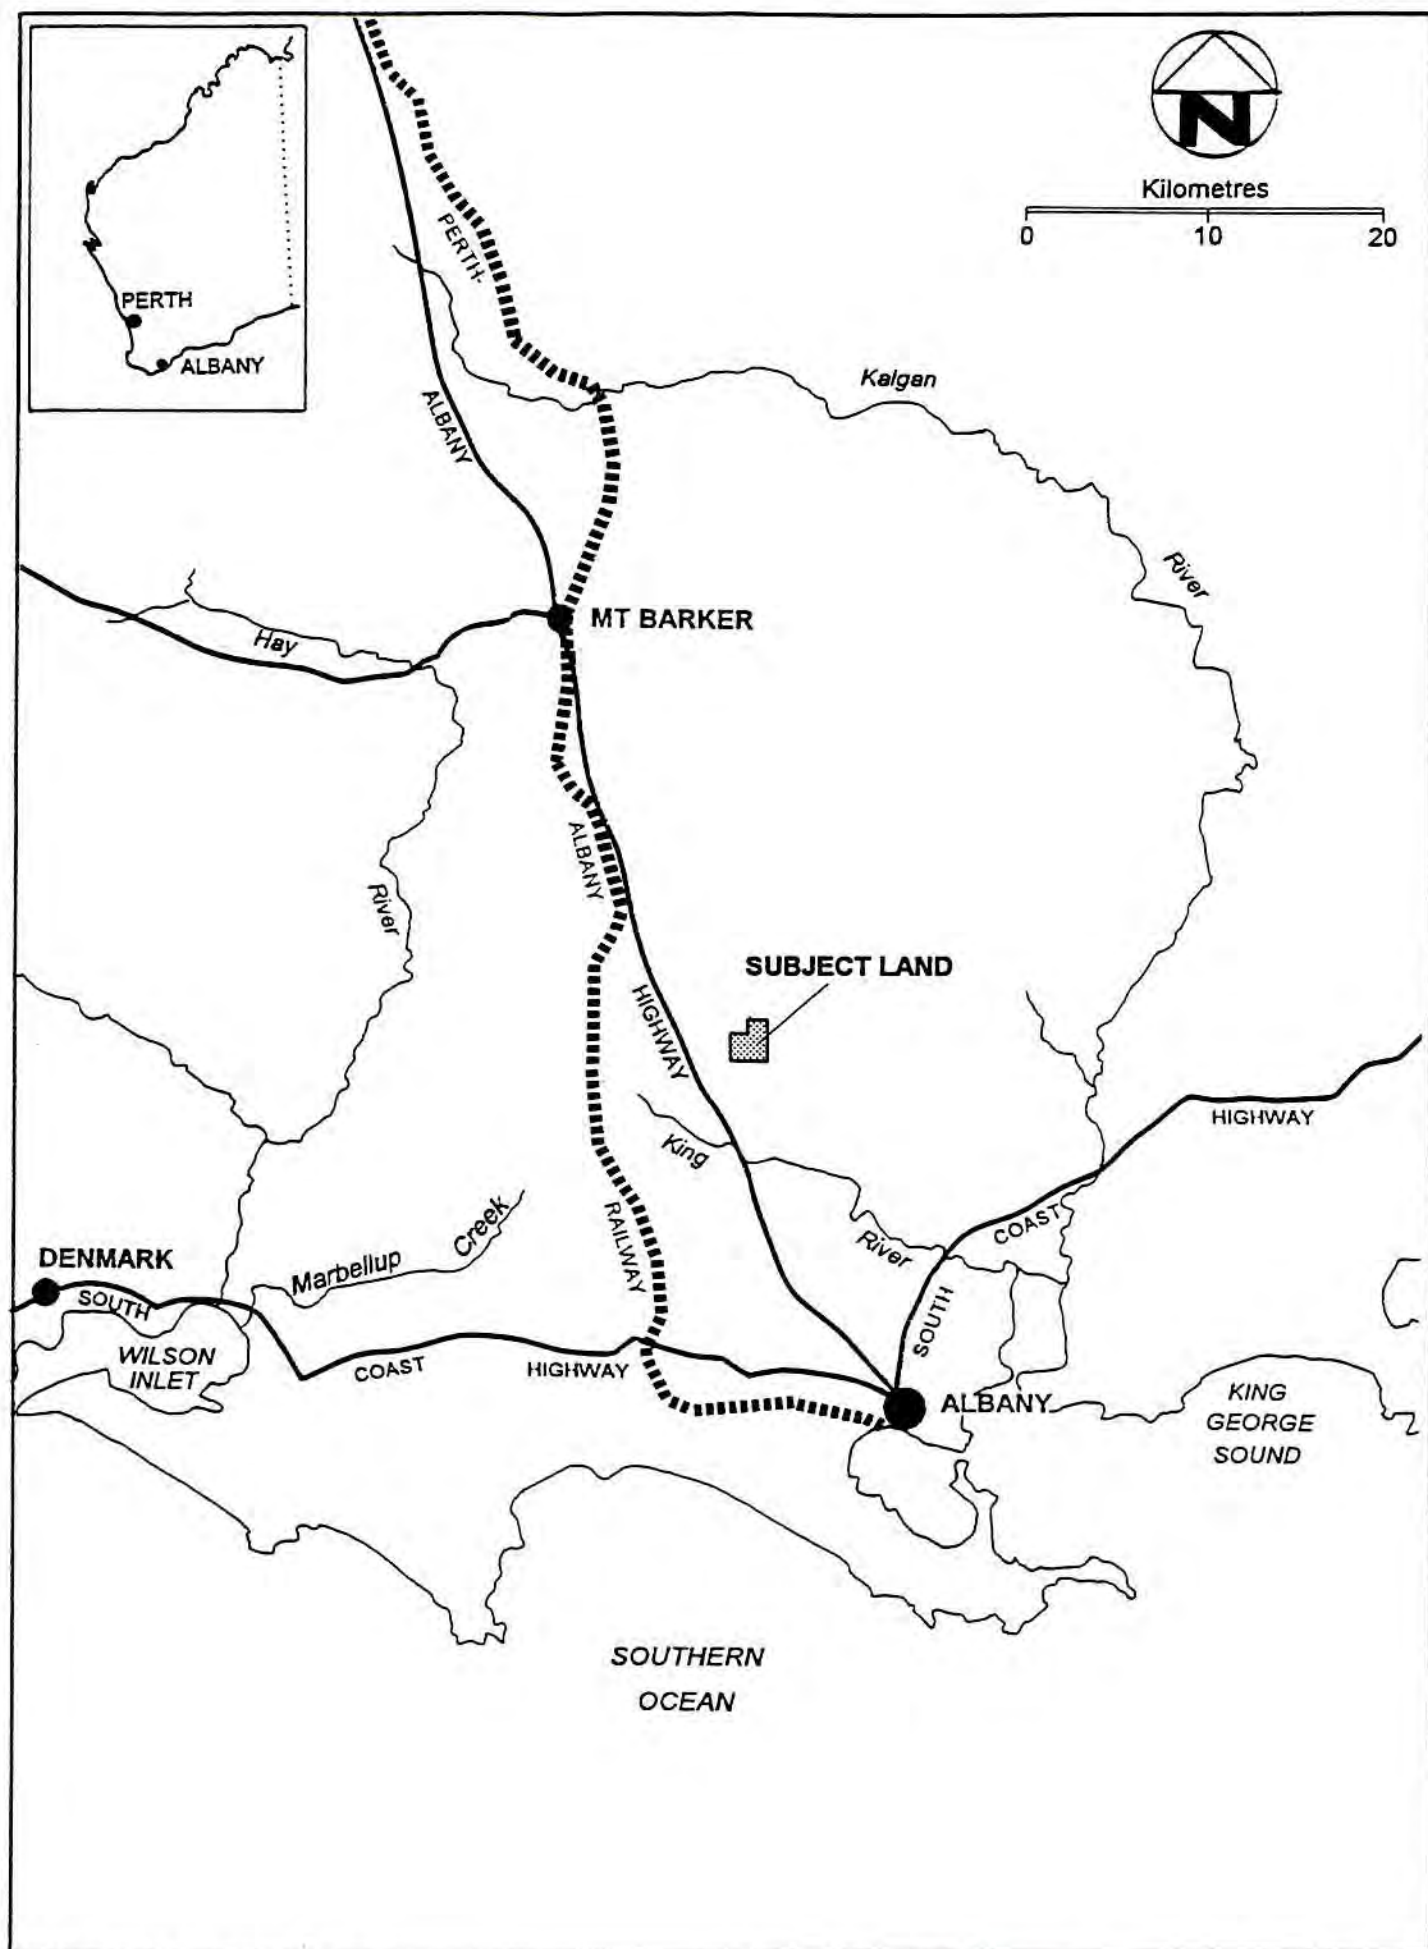 N
Kilometres
0 10 20
PERTH
ALBANY
PERTH-
Kalgan
ALBANY
River
MT BARKER
Hay
ALBANY
River
SUBJECT LAND
HIGHWAY
HIGHWAY
King
RAILWAY
COAST
River
Creek
Marbellup
DENMARK
SOUTH
SOUTH
WILSON
INLET
COAST
HIGHWAY
ALBANY
KING
GEORGE
SOUND
SOUTHERN
OCEAN